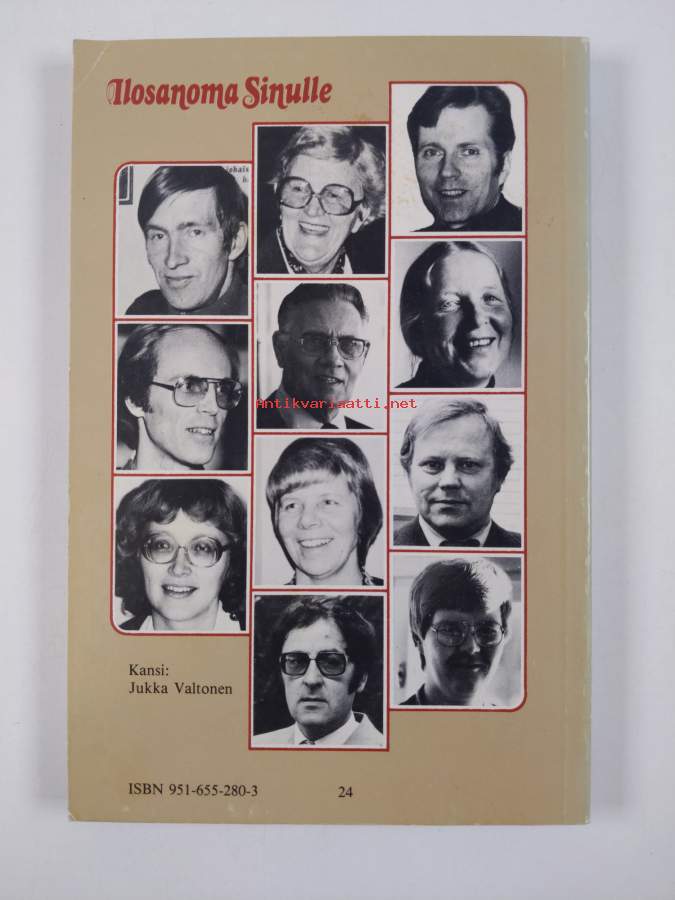 Ilosanoma Sinulle
Antikvariaatti.net
Kansi:
Jukka Valtonen
ISBN 951-655-280-3
24